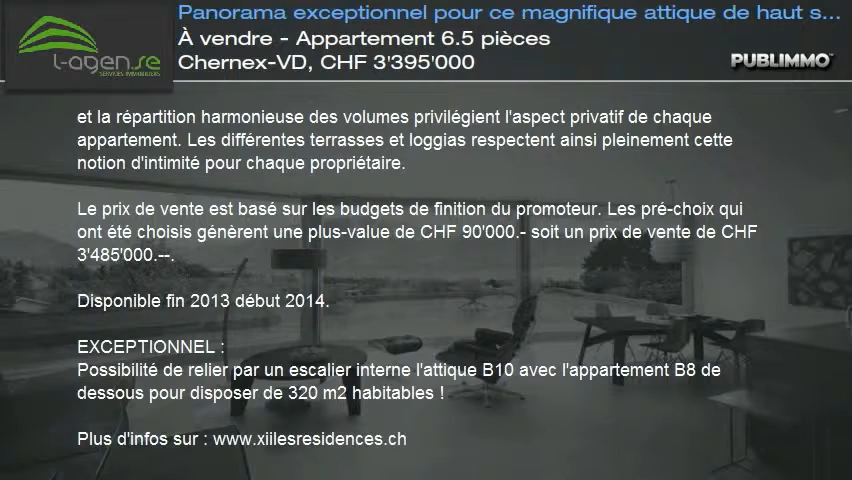 Panorama exceptionnel pour ce magnifique attique de haut s...
À vendre - Appartement 6.5 pièces
Chernex-VD, CHF 3'395'000
l-agen.se
SERVICES IMMOBILIERS
PUBLIMMO
et la répartition harmonieuse des volumes privilégient l'aspect privatif de chaque
appartement. Les différentes terrasses et loggias respectent ainsi pleinement cette
notion d'intimité pour chaque propriétaire.
Le prix de vente est basé sur les budgets de finition du promoteur. Les pré-choix qui
ont été choisis génèrent une plus-value de CHF 90'000.- soit un prix de vente de CHF
3'485'000.--.
Disponible fin 2013 début 2014.
EXCEPTIONNEL :
Possibilité de relier par un escalier interne l'attique B10 avec l'appartement B8 de
dessous pour disposer de 320 m2 habitables !
Plus d'infos sur : www.xiilesresidences.ch